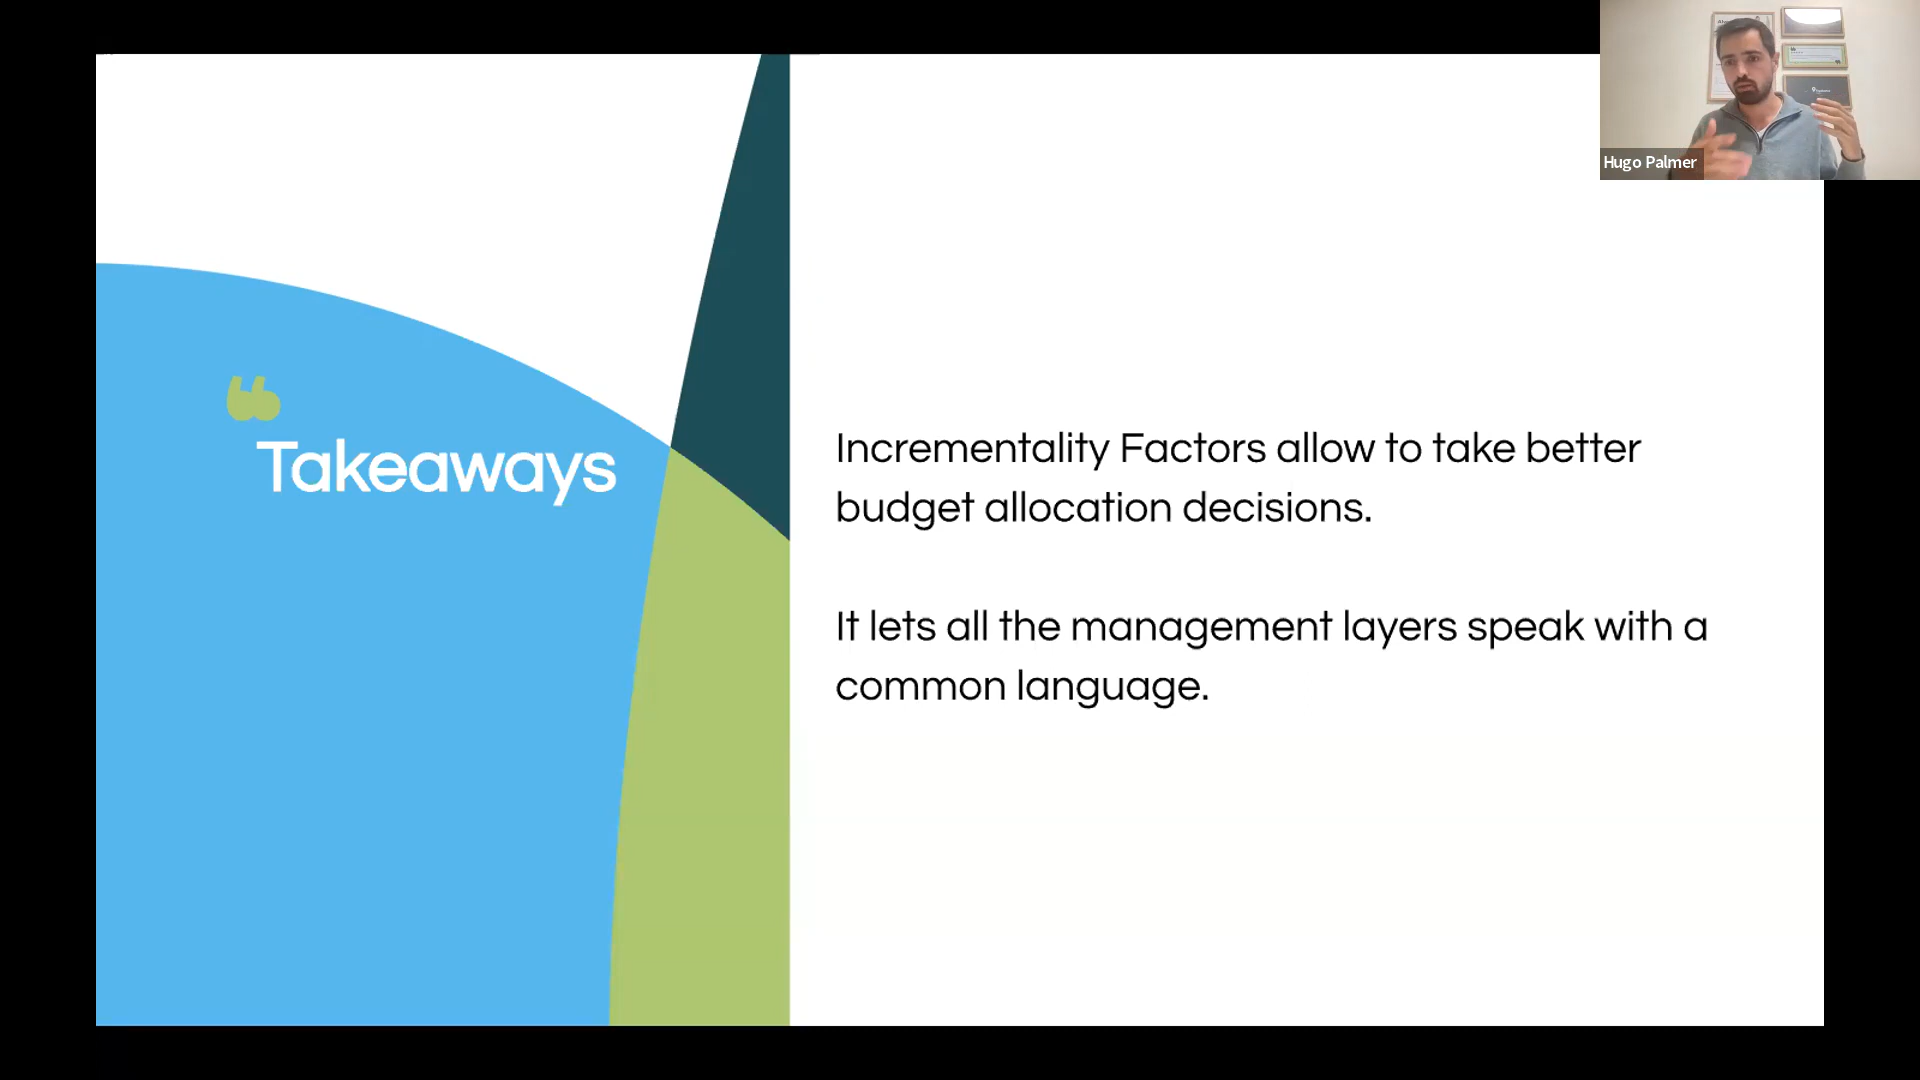 Takeaways
Incrementality Factors allow to take better
budget allocation decisions.
It lets all the management layers speak with a
common language.
Hugo Palmer